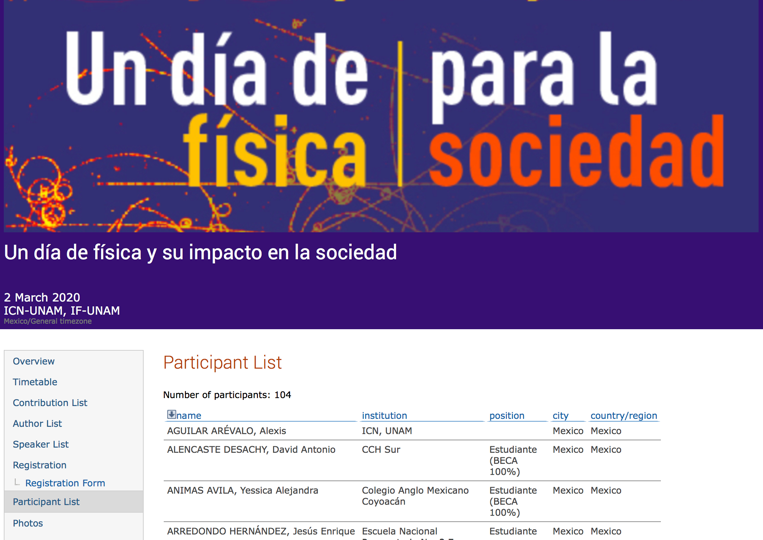 Un día de para la
física sociedad
Un día de física y su impacto en la sociedad
2 March 2020
ICN-UNAM, IF-UNAM
Mexico/General timezone
Overview
Timetable
Contribution List
Author List
Speaker List
Registration
Registration Form
Participant List
Photos
Participant List
Number of participants: 104
name institution position city country/region
AGUILAR ARÉVALO, Alexis ICN, UNAM Mexico Mexico
ALENCASTE DESACHY, David Antonio CCH Sur Estudiante Mexico Mexico
(BECA
100%)
ANIMAS AVILA, Yessica Alejandra Colegio Anglo Mexicano Estudiante Mexico Mexico
Coyoacán (BECA
100%)
ARREDONDO HERNÁNDEZ, Jesús Enrique Escuela Nacional Estudiante Mexico Mexico